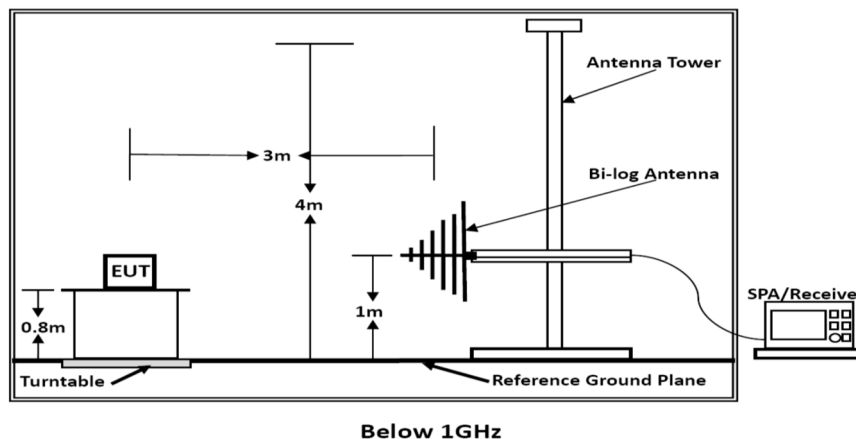 Antenna Tower
3m
Bi-log Antenna
4m
EUT
SPA/Receive
0.8m
1m
Turntable
Reference Ground Plane
Below 1GHz